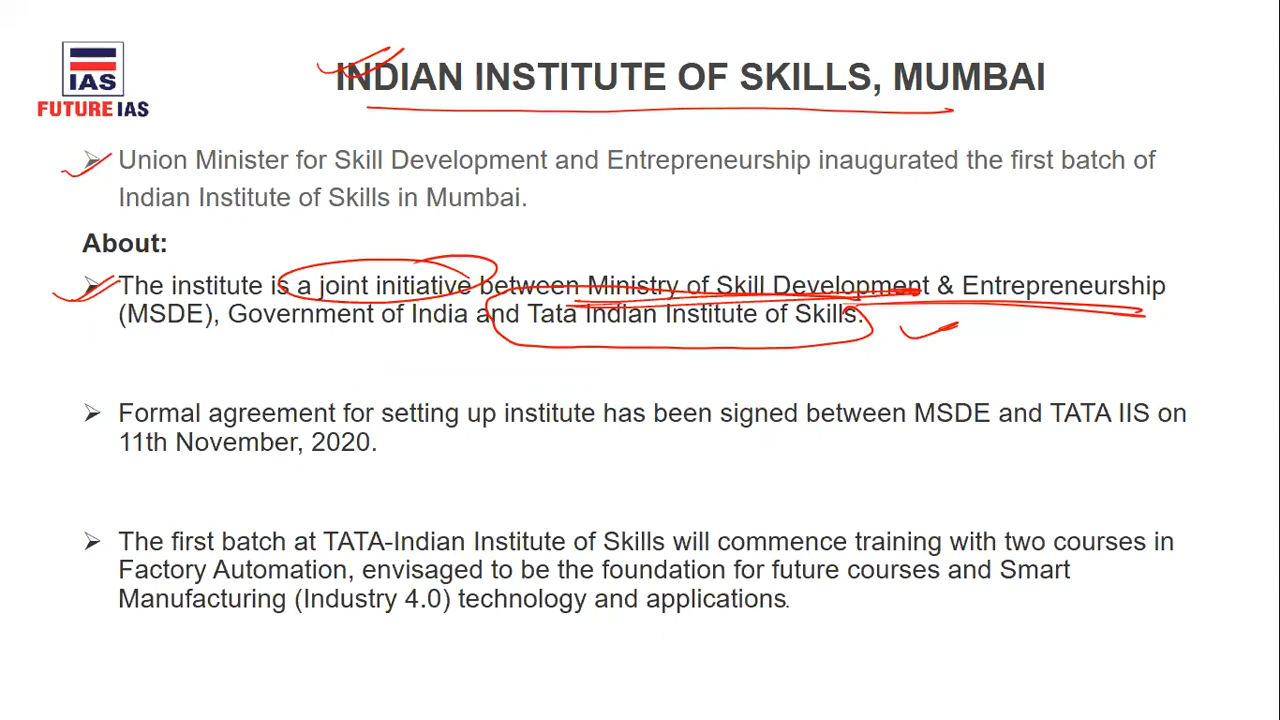 IAS
FUTURE IAS
INDIAN INSTITUTE OF SKILLS, MUMBAI
➢ Union Minister for Skill Development and Entrepreneurship inaugurated the first batch of
Indian Institute of Skills in Mumbai.
About:
➢ The institute is a joint initiative between Ministry of Skill Development & Entrepreneurship
(MSDE), Government of India and Tata Indian Institute of Skills.
➢ Formal agreement for setting up institute has been signed between MSDE and TATA IIS on
11th November, 2020.
➢ The first batch at TATA-Indian Institute of Skills will commence training with two courses in
Factory Automation, envisaged to be the foundation for future courses and Smart
Manufacturing (Industry 4.0) technology and applications.